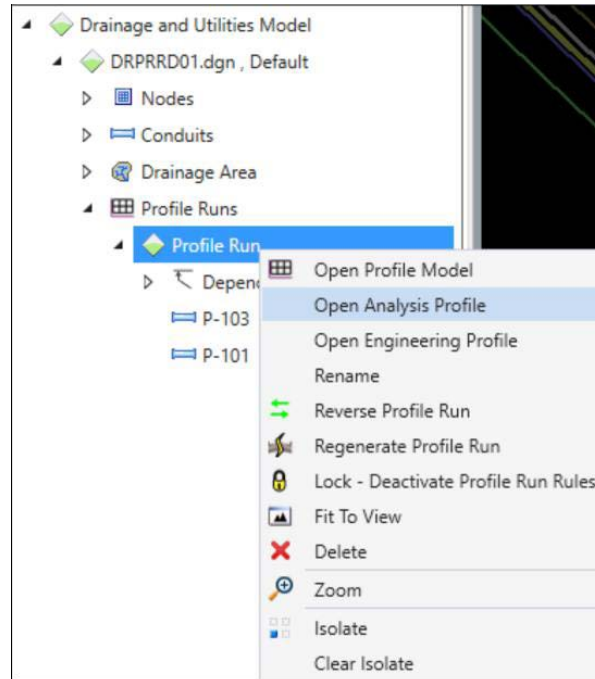 Drainage and Utilities Model
DRPRRD01.dgn , Default
Nodes
Conduits
Drainage Area
Profile Runs
Profile Run
Open Profile Model
Open Analysis Profile
P-103
Open Engineering Profile
P-101
Rename
Reverse Profile Run
Regenerate Profile Run
Lock - Deactivate Profile Run Rules
Fit To View
Delete
Zoom
Isolate
Clear Isolate